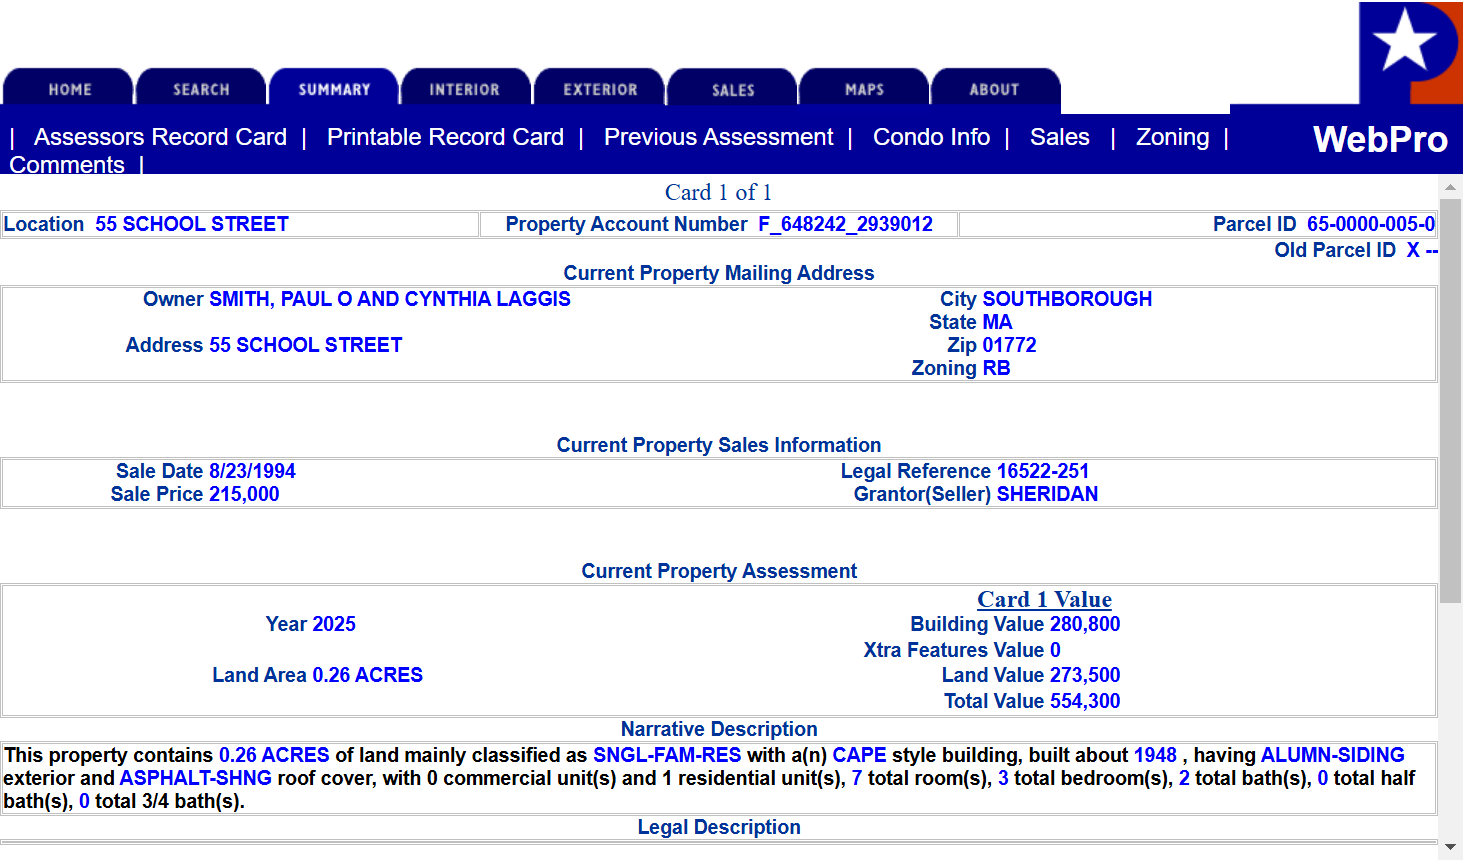 HOME SEARCH SUMMARY INTERIOR EXTERIOR SALES MAPS ABOUT
| Assessors Record Card | Printable Record Card | Previous Assessment | Condo Info | Sales | Zoning | WebPro
Comments |
Card 1 of 1
Location 55 SCHOOL STREET Property Account Number F_648242_2939012 Parcel ID 65-0000-005-0
Old Parcel ID X --
Current Property Mailing Address
Owner SMITH, PAUL O AND CYNTHIA LAGGIS City SOUTHBOROUGH
State MA
Address 55 SCHOOL STREET Zip 01772
Zoning RB
Current Property Sales Information
Sale Date 8/23/1994 Legal Reference 16522-251
Sale Price 215,000 Grantor(Seller) SHERIDAN
Current Property Assessment
Card 1 Value
Year 2025 Building Value 280,800
Xtra Features Value 0
Land Area 0.26 ACRES Land Value 273,500
Total Value 554,300
Narrative Description
This property contains 0.26 ACRES of land mainly classified as SNGL-FAM-RES with a(n) CAPE style building, built about 1948 , having ALUMN-SIDING
exterior and ASPHALT-SHNG roof cover, with 0 commercial unit(s) and 1 residential unit(s), 7 total room(s), 3 total bedroom(s), 2 total bath(s), 0 total half
bath(s), 0 total 3/4 bath(s).
Legal Description